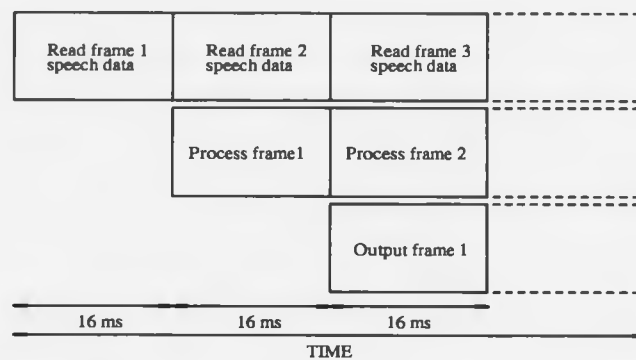 Read frame 1
speech data
Read frame 2
speech data
Read frame 3
speech data
Process frame1
Process frame 2
Output frame 1
16 ms
16 ms
16 ms
TIME